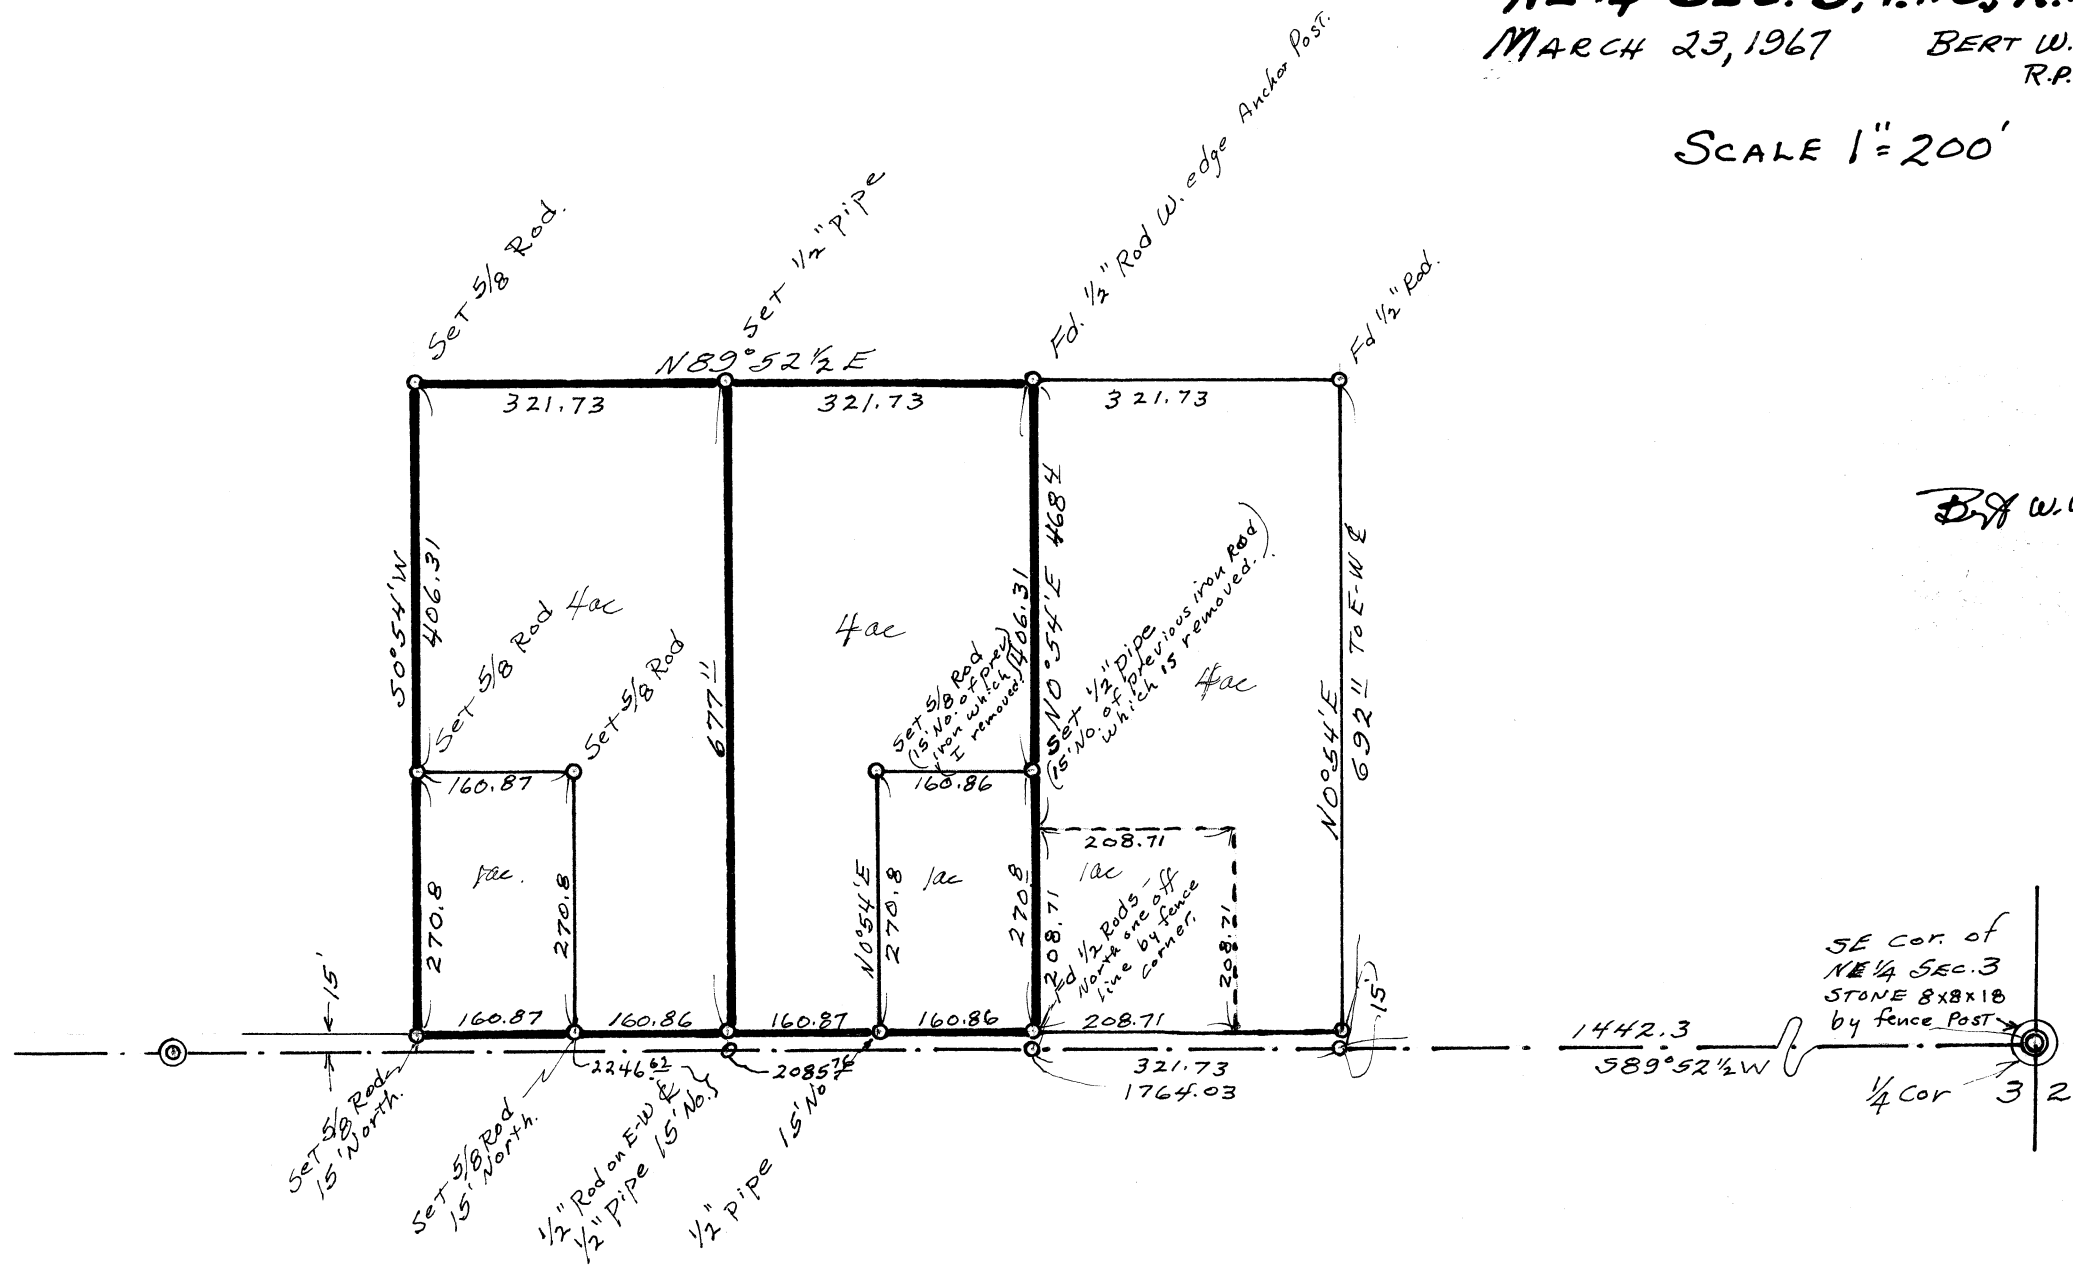 MARCH 23, 1967 BERT W.
R.P.
SCALE 1" = 200'
Set 5/8 Rod.
Set 1/2" pipe
Fd. 1/2" Rod W. edge Anchor Post.
Fd 1/2" Rod.
N89°52 1/2 E
321.73
321.73
321.73
S0°54'W
406.31
Set 5/8 Rod
4ac
Set 5/8 Rod
677 11
4ac
Set 5/8 Rod
(15' No. of prev
iron which
I removed.)
406.31
N0°54'E 468 4
Set 1/2" pipe
(15' No. of previous iron Rod)
which is removed.
4ac
N0°54'E
692 11 TO E-W ℄
W.
160.87
160.86
208.71
1ac.
270.8
270.8
N0°54'E
270.8
1ac
270.8
208.71
1ac
Fd 1/2 Rods -
North one off
line by fence
corner.
208.71
15'
160.87
160.86
160.87
160.86
208.71
15'
2246.62
2085.76
321.73
1764.03
1442.3
S89°52 1/2 W
SE Cor. of
NE 1/4 SEC. 3
STONE 8x8x18
by fence Post
1/4 Cor
3 2
Set 5/8 Rod
15' North.
Set 5/8 Rod
15' North.
1/2" Rod on E-W ℄
1/2" pipe 15' No.
1/2" pipe 15' No